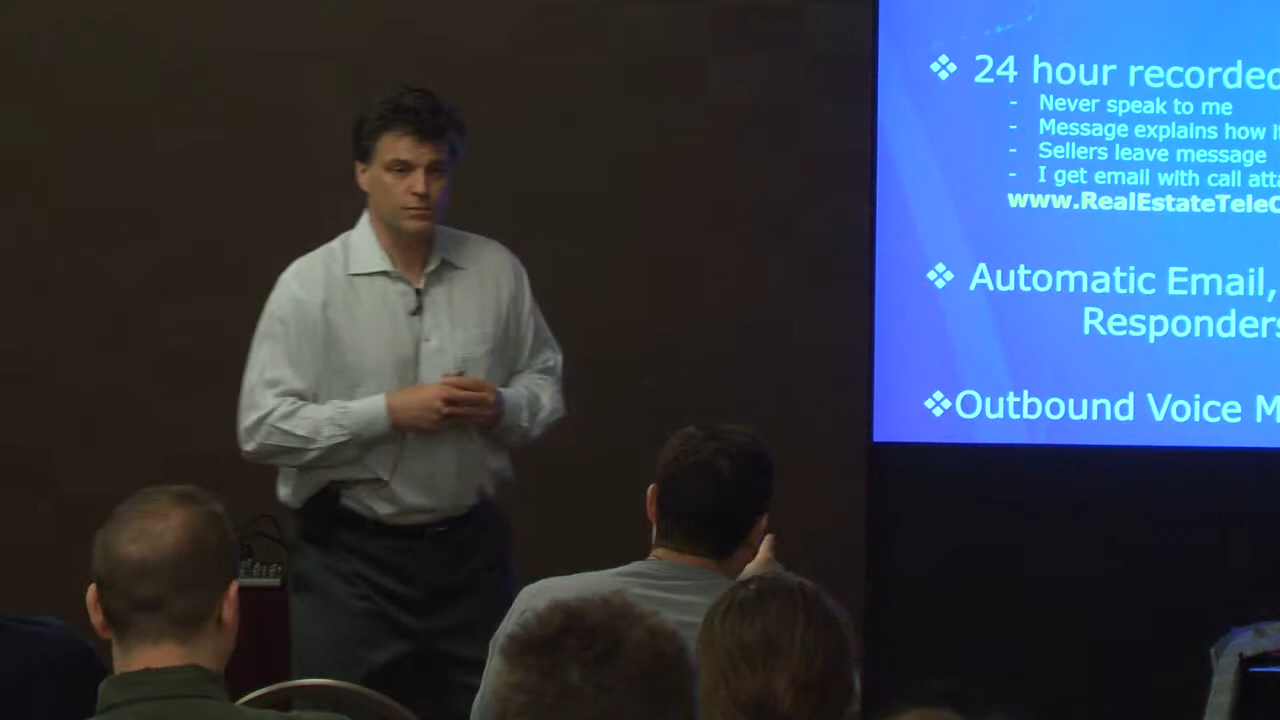 ❖ 24 hour recorded
- Never speak to me
- Message explains how i
- Sellers leave message
- I get email with call att
www.RealEstateTele
❖ Automatic Email,
Responders
❖Outbound Voice M